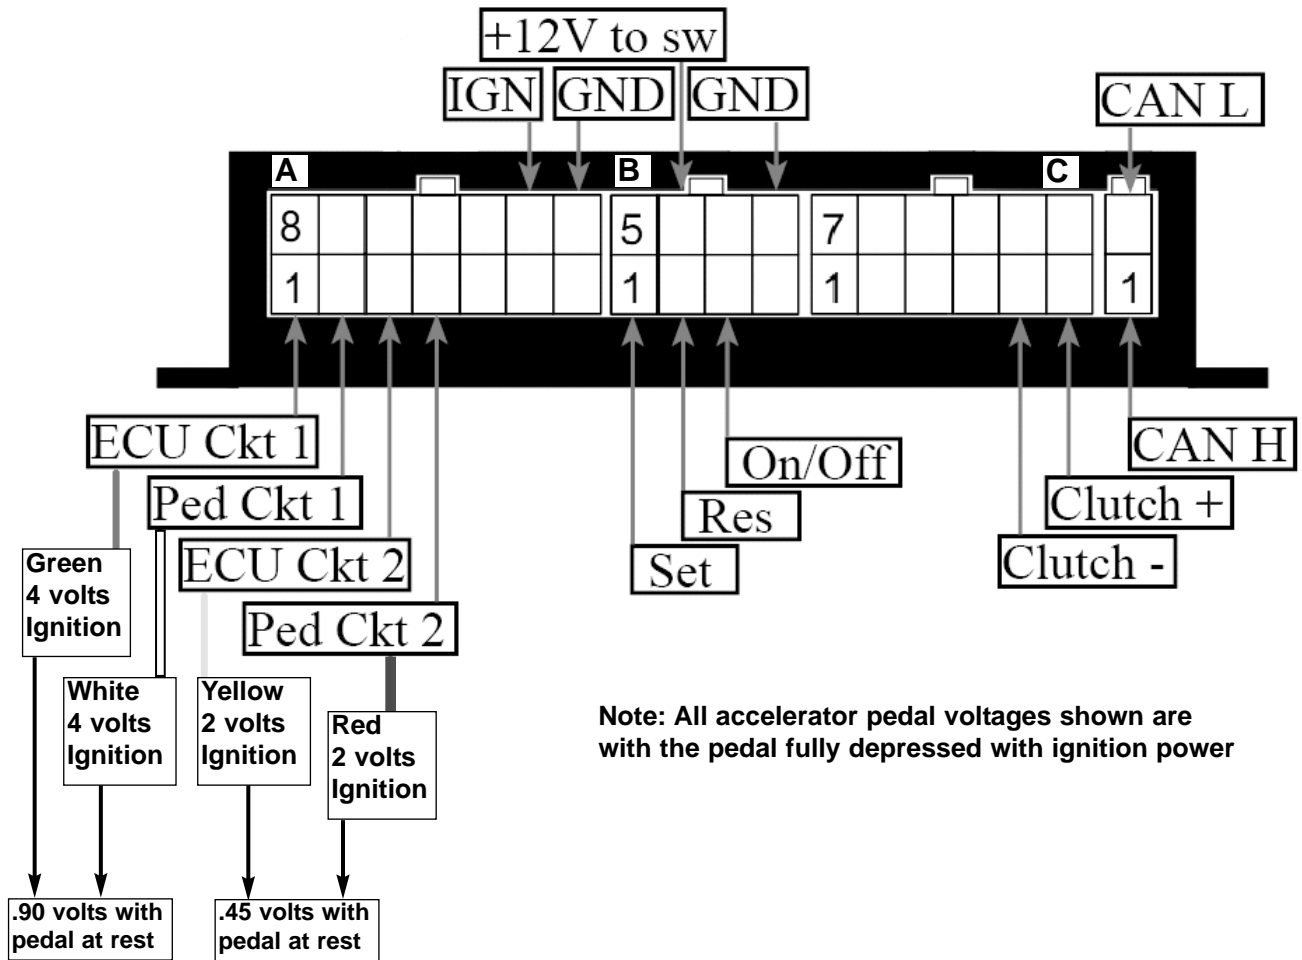 +12V to sw
IGN
GND
GND
CAN L
A
B
C
8
5
7
1
1
1
1
ECU Ckt 1
Ped Ckt 1
ECU Ckt 2
Ped Ckt 2
On/Off
Res
Set
CAN H
Clutch +
Clutch -
Green
4 volts
Ignition
White
4 volts
Ignition
Yellow
2 volts
Ignition
Red
2 volts
Ignition
Note: All accelerator pedal voltages shown are
with the pedal fully depressed with ignition power
.90 volts with
pedal at rest
.45 volts with
pedal at rest